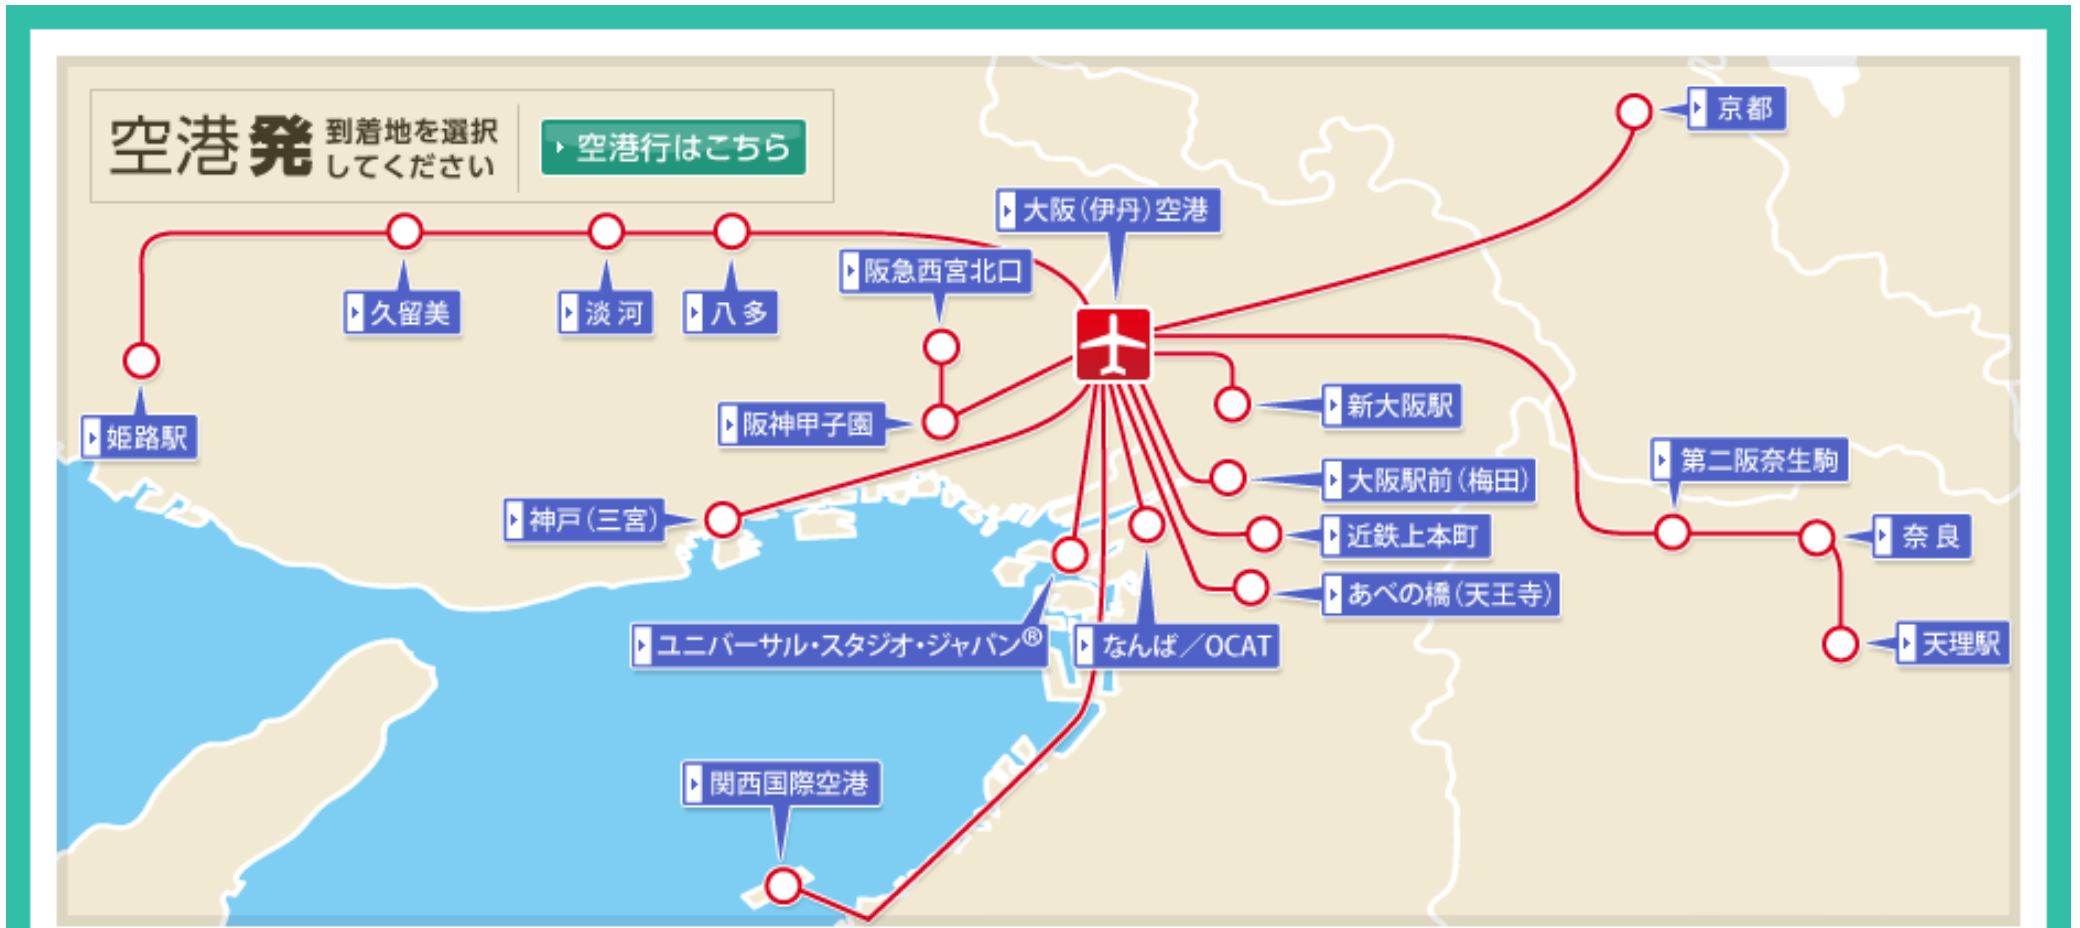 空港発 到着地を選択
してください
空港行はこちら
京都
大阪(伊丹)空港
阪急西宮北口
久留美
淡河
八多
姫路駅
阪神甲子園
新大阪駅
第二阪奈生駒
大阪駅前(梅田)
神戸(三宮)
近鉄上本町
奈良
あべの橋(天王寺)
ユニバーサル・スタジオ・ジャパン®
なんば／OCAT
天理駅
関西国際空港